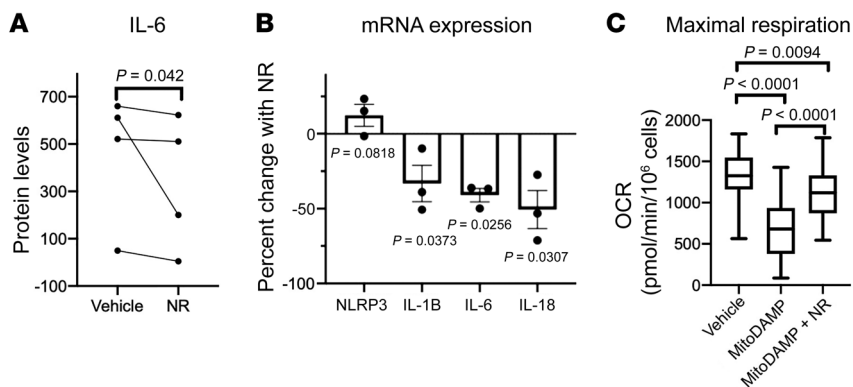 A
IL-6
P = 0.042
Protein levels
700
500
300
100
-100
Vehicle
NR
B
mRNA expression
Percent change with NR
0
-50
-100
P = 0.0818
P = 0.0373
P = 0.0256
P = 0.0307
NLRP3
IL-1B
IL-6
IL-18
C
Maximal respiration
P = 0.0094
P < 0.0001
P < 0.0001
OCR
(pmol/min/10⁶ cells)
2000
1500
1000
500
0
Vehicle
MitoDAMP
MitoDAMP + NR